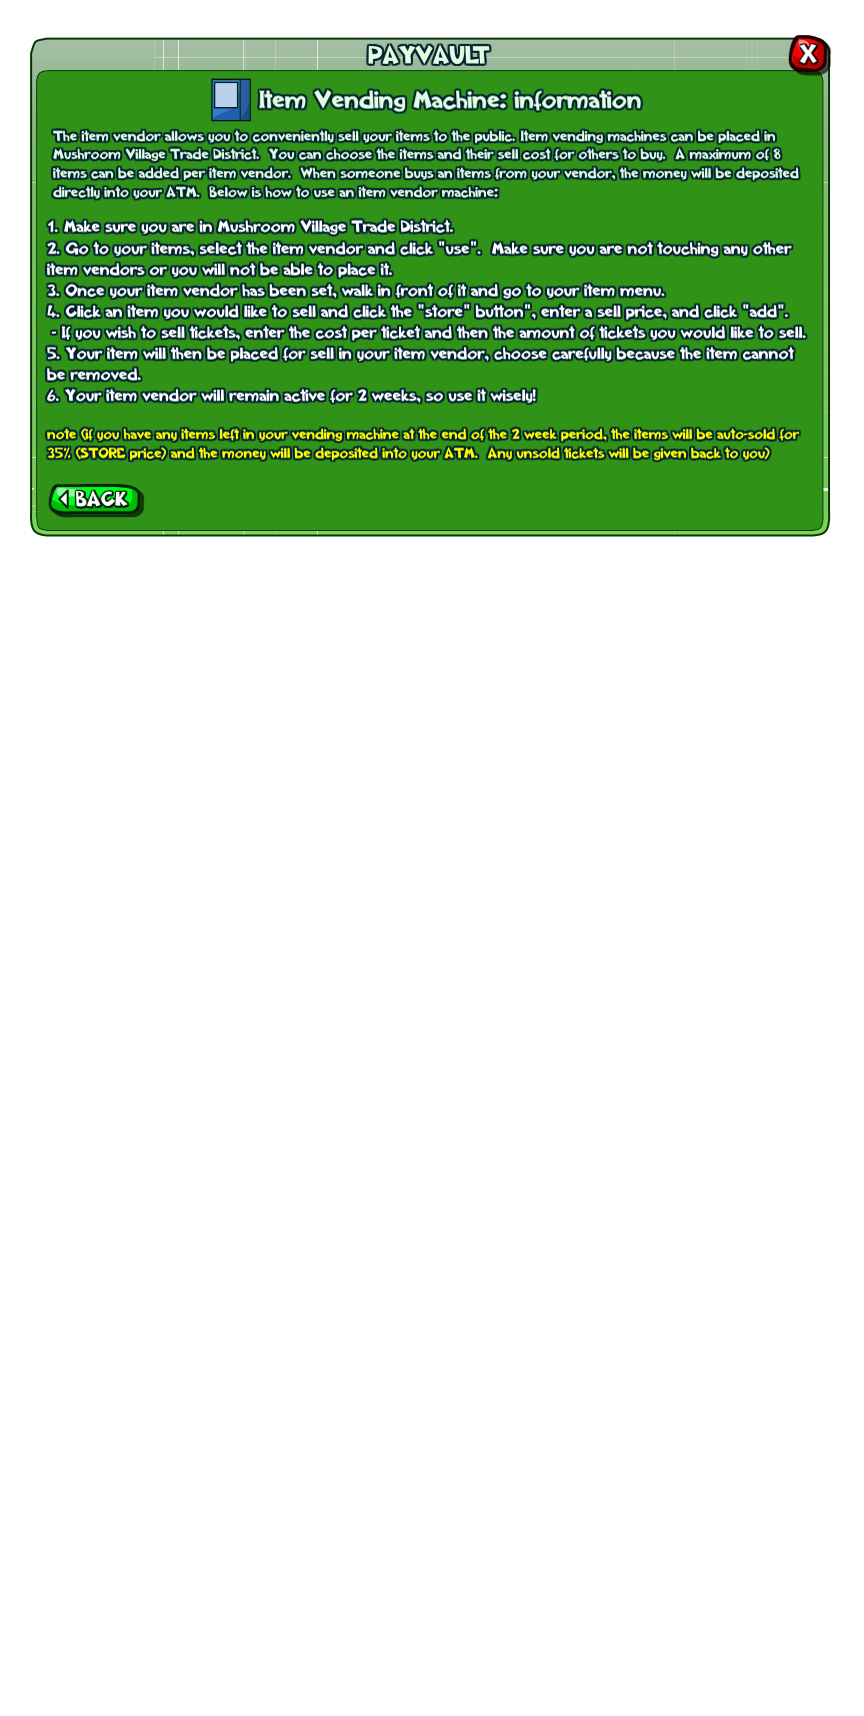 PAYVAULT
X
Item Vending Machine: information
The item vendor allows you to conveniently sell your items to the public. Item vending machines can be placed in
Mushroom Village Trade District.  You can choose the items and their sell cost for others to buy.  A maximum of 8
items can be added per item vendor.  When someone buys an items from your vendor, the money will be deposited
directly into your ATM.  Below is how to use an item vendor machine:
1. Make sure you are in Mushroom Village Trade District.
2. Go to your items, select the item vendor and click "use".  Make sure you are not touching any other
item vendors or you will not be able to place it.
3. Once your item vendor has been set, walk in front of it and go to your item menu.
4. Click an item you would like to sell and click the "store" button", enter a sell price, and click "add".
- If you wish to sell tickets, enter the cost per ticket and then the amount of tickets you would like to sell.
5. Your item will then be placed for sell in your item vendor, choose carefully because the item cannot
be removed.
6. Your item vendor will remain active for 2 weeks, so use it wisely!
note (if you have any items left in your vending machine at the end of the 2 week period, the items will be auto-sold for
35% (STORE price) and the money will be deposited into your ATM.  Any unsold tickets will be given back to you)
BACK